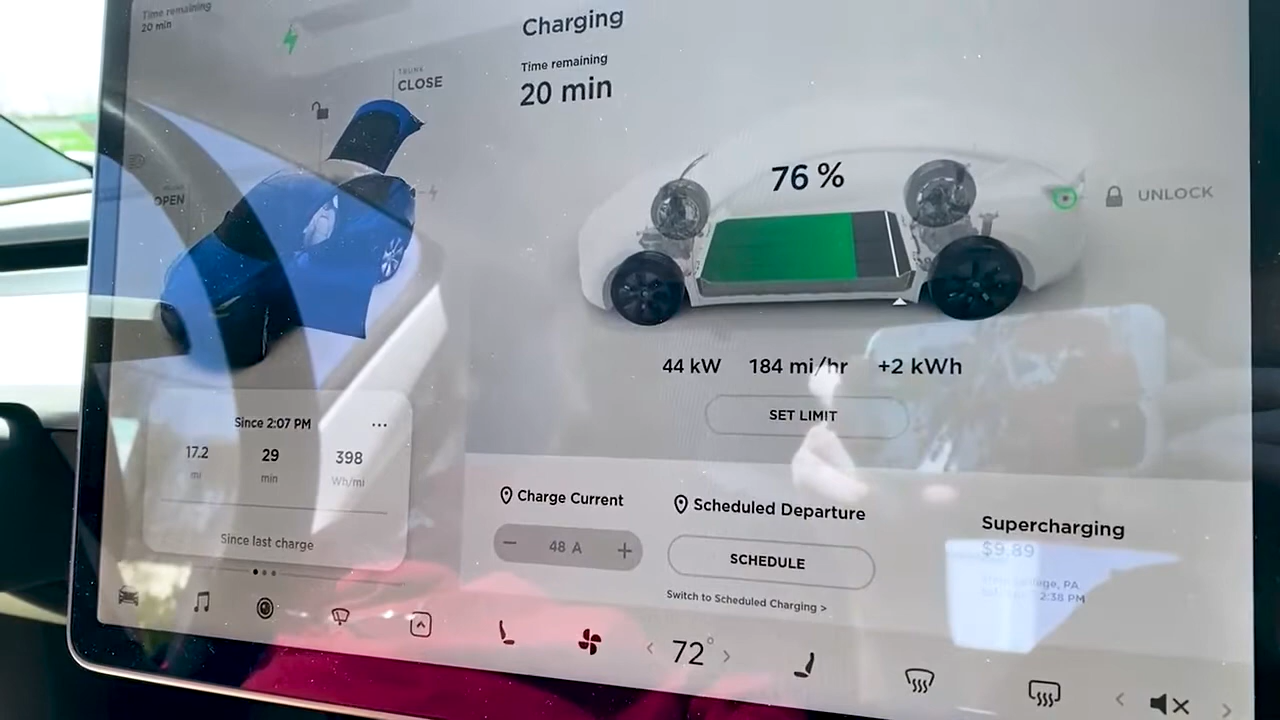 Time remaining
20 min
TRUNK
CLOSE
OPEN
Charging
Time remaining
20 min
76 %
UNLOCK
44 kW 184 mi/hr +2 kWh
SET LIMIT
Since 2:07 PM ...
17.2 29 398
mi min Wh/mi
Since last charge
Charge Current
− 48 A +
Scheduled Departure
SCHEDULE
Switch to Scheduled Charging >
Supercharging
$9.89
PA
2:38 PM
< 72° >